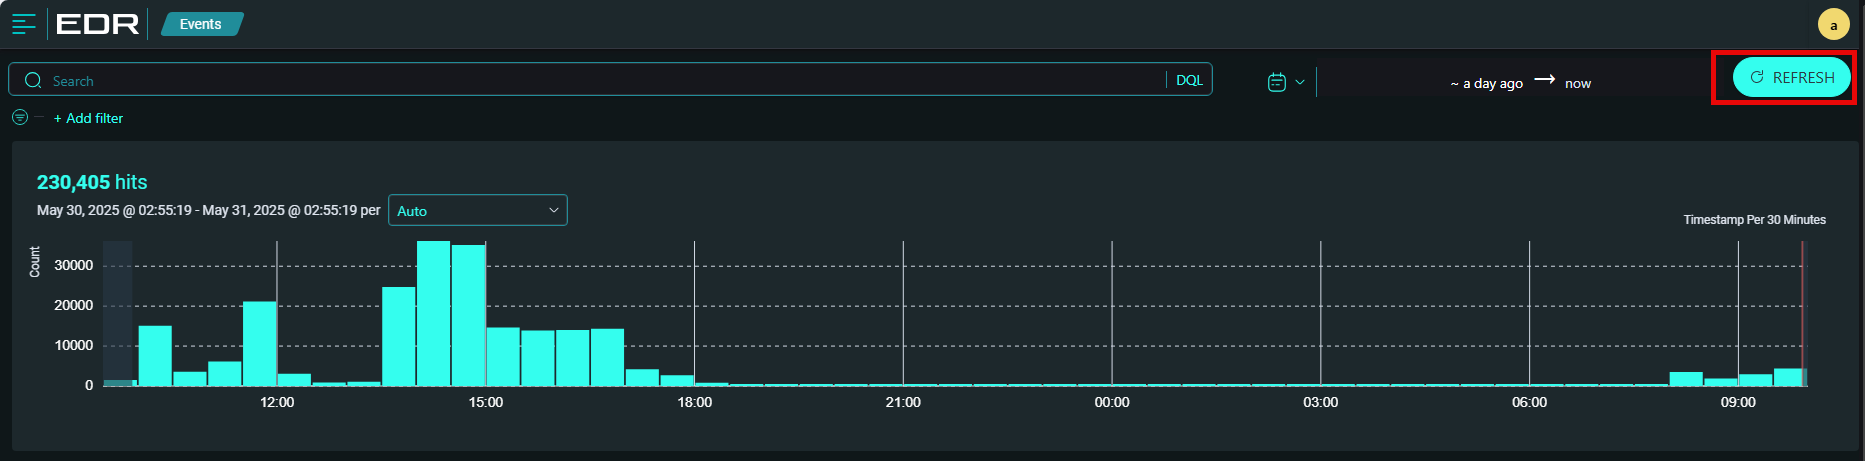 EDR Events a
Search DQL ~ a day ago → now REFRESH
+ Add filter
230,405 hits
May 30, 2025 @ 02:55:19 - May 31, 2025 @ 02:55:19 per Auto
Timestamp Per 30 Minutes
Count
30000
20000
10000
0
12:00 15:00 18:00 21:00 00:00 03:00 06:00 09:00